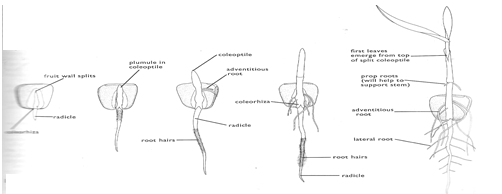 fruit wall splits
radicle
plumule in
coleoptile
root hairs
coleoptile
adventitious
root
radicle
coleorhiza
root hairs
radicle
first leaves
emerge from top
of split coleoptile
prop roots
(will help to
support stem)
adventitious
root
lateral root